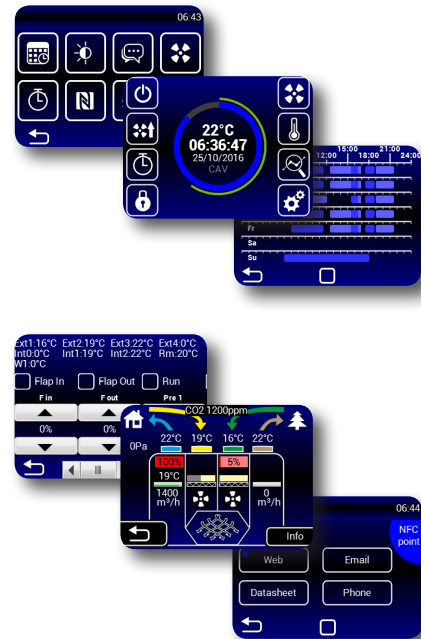 06:43
22°C
06:36:47
25/10/2016
CAV
15:00 21:00
12:00 18:00 24:00
Fr
Sa
Su
Ext1:16°C Ext2:19°C Ext3:22°C Ext4:0°C
Int0:0°C Int1:19°C Int2:22°C Rm:20°C
W1:0°C
Flap In Flap Out Run
F in F out Pre 1
0% 0%
CO2 1200ppm
0Pa 22°C 19°C 16°C 22°C
100% 5%
19°C
1400 0
m³/h m³/h
Info
06:44
NFC
point
Web Email
Datasheet Phone